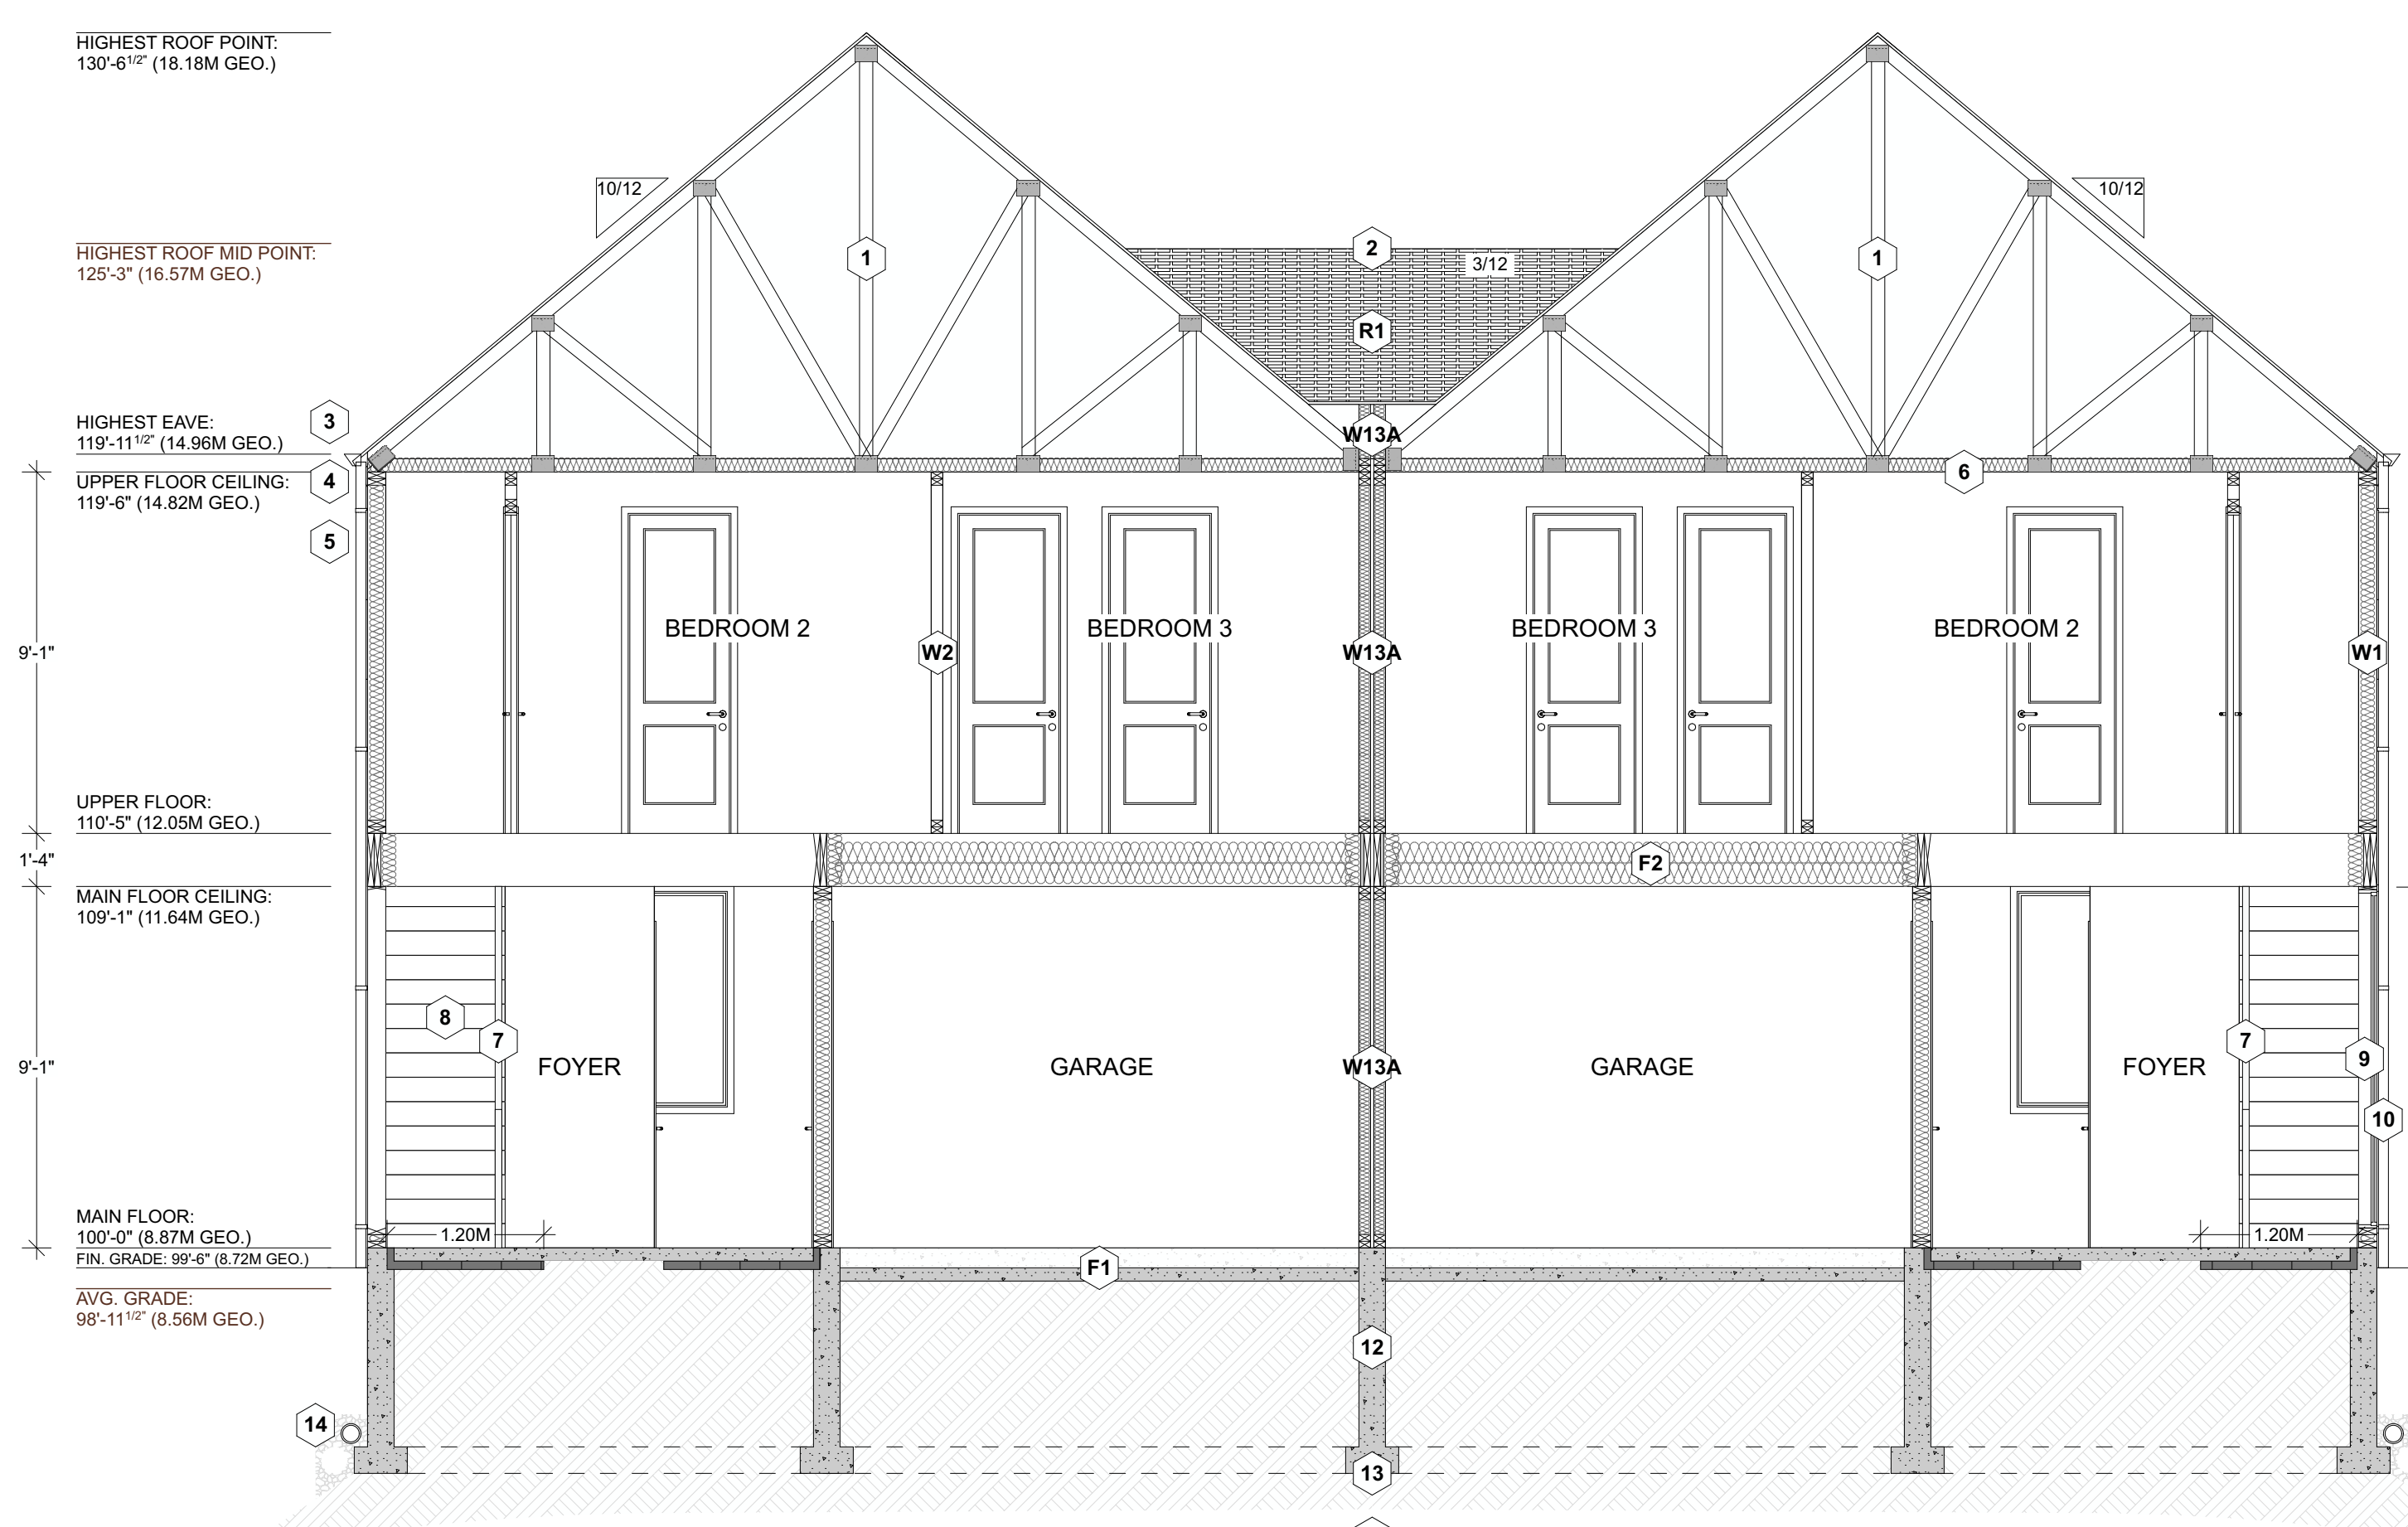 HIGHEST ROOF POINT:
130'-6 1/2" (18.18M GEO.)
10/12
10/12
HIGHEST ROOF MID POINT:
125'-3" (16.57M GEO.)
1
2
3/12
1
R1
3
HIGHEST EAVE:
119'-11 1/2" (14.96M GEO.)
W13A
4
UPPER FLOOR CEILING:
119'-6" (14.82M GEO.)
6
5
9'-1"
BEDROOM 2
BEDROOM 3
BEDROOM 3
BEDROOM 2
W2
W13A
W1
UPPER FLOOR:
110'-5" (12.05M GEO.)
1'-4"
F2
MAIN FLOOR CEILING:
109'-1" (11.64M GEO.)
8
7
7
9
9'-1"
FOYER
GARAGE
W13A
GARAGE
FOYER
10
MAIN FLOOR:
100'-0" (8.87M GEO.)
1.20M
1.20M
FIN. GRADE: 99'-6" (8.72M GEO.)
F1
AVG. GRADE:
98'-11 1/2" (8.56M GEO.)
12
14
13